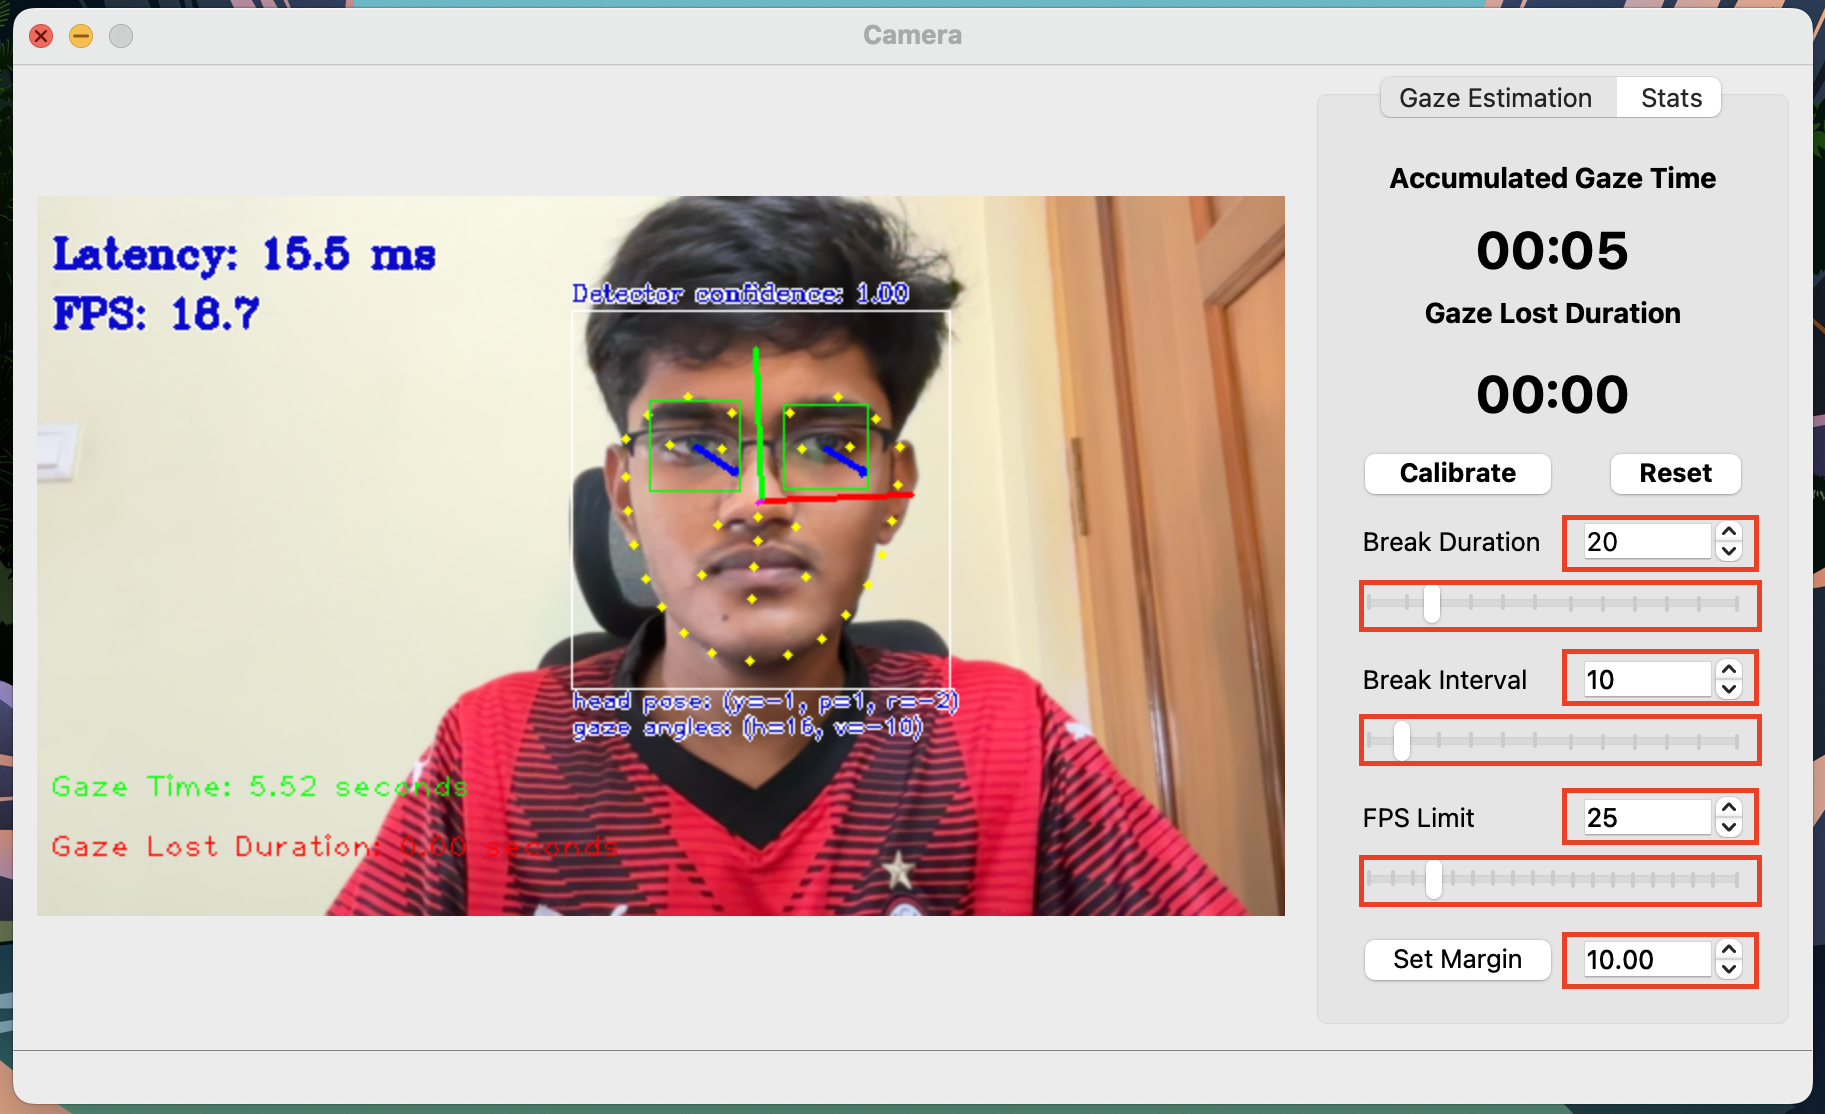 Camera
Latency: 15.5 ms
FPS: 18.7
Detector confidence: 1.00
head pose: (y=-1, p=1, r=-2)
gaze angles: (h=16, v=-10)
Gaze Time: 5.52 seconds
Gaze Lost Duration: 0.00 seconds
Gaze Estimation
Stats
Accumulated Gaze Time
00:05
Gaze Lost Duration
00:00
Calibrate
Reset
Break Duration
20
Break Interval
10
FPS Limit
25
Set Margin
10.00